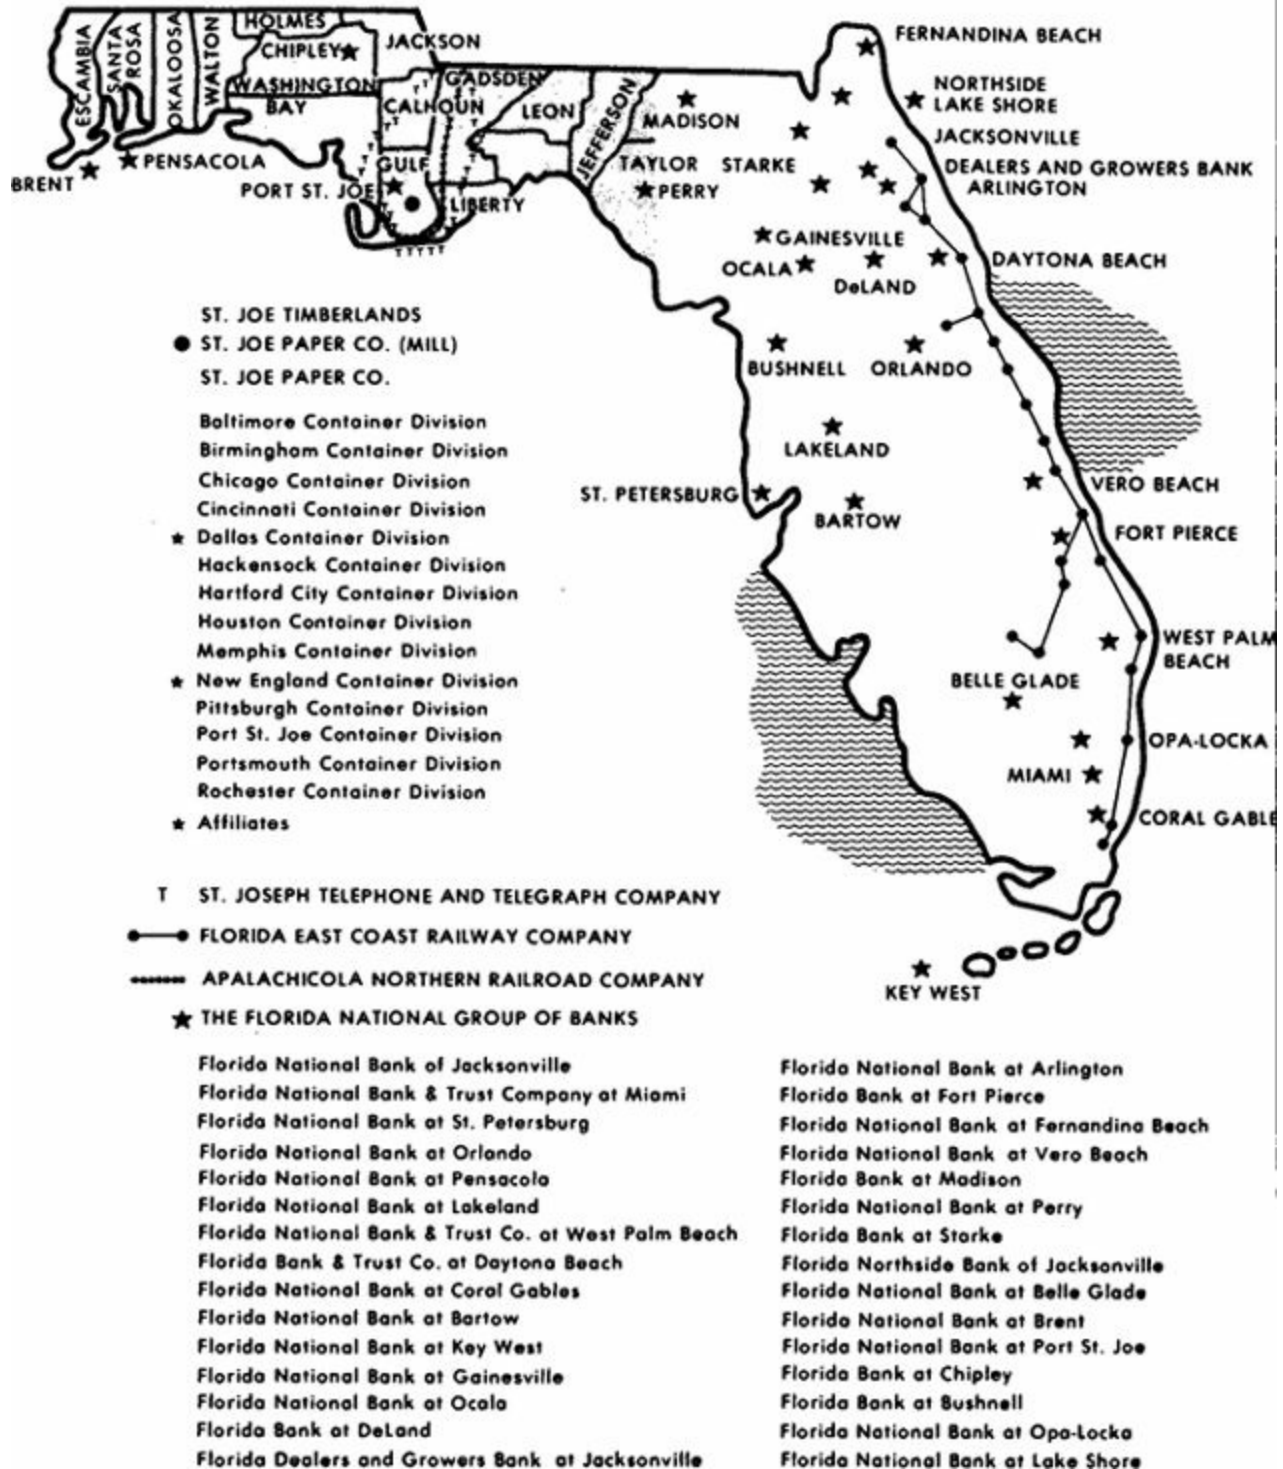 HOLMES
ESCAMBIA
SANTA
ROSA
OKALOOSA
WALTON
CHIPLEY
JACKSON
WASHINGTON
BAY
GADSDEN
CALHOUN
LEON
JEFFERSON
MADISON
TAYLOR
PERRY
GULF
PORT ST. JOE
LIBERTY
BRENT
PENSACOLA
FERNANDINA BEACH
NORTHSIDE
LAKE SHORE
JACKSONVILLE
STARKE
DEALERS AND GROWERS BANK
ARLINGTON
GAINESVILLE
OCALA
DeLAND
DAYTONA BEACH
BUSHNELL
ORLANDO
LAKELAND
ST. PETERSBURG
BARTOW
VERO BEACH
FORT PIERCE
WEST PALM
BEACH
BELLE GLADE
OPA-LOCKA
MIAMI
CORAL GABLE
KEY WEST
ST. JOE TIMBERLANDS
ST. JOE PAPER CO. (MILL)
ST. JOE PAPER CO.
Baltimore Container Division
Birmingham Container Division
Chicago Container Division
Cincinnati Container Division
★ Dallas Container Division
Hackensock Container Division
Hartford City Container Division
Houston Container Division
Memphis Container Division
★ New England Container Division
Pittsburgh Container Division
Port St. Joe Container Division
Portsmouth Container Division
Rochester Container Division
★ Affiliates
T ST. JOSEPH TELEPHONE AND TELEGRAPH COMPANY
FLORIDA EAST COAST RAILWAY COMPANY
APALACHICOLA NORTHERN RAILROAD COMPANY
★ THE FLORIDA NATIONAL GROUP OF BANKS
Florida National Bank of Jacksonville
Florida National Bank & Trust Company at Miami
Florida National Bank at St. Petersburg
Florida National Bank at Orlando
Florida National Bank at Pensacola
Florida National Bank at Lakeland
Florida National Bank & Trust Co. at West Palm Beach
Florida Bank & Trust Co. at Daytona Beach
Florida National Bank at Coral Gables
Florida National Bank at Bartow
Florida National Bank at Key West
Florida National Bank at Gainesville
Florida National Bank at Ocala
Florida Bank at DeLand
Florida Dealers and Growers Bank at Jacksonville
Florida National Bank at Arlington
Florida Bank at Fort Pierce
Florida National Bank at Fernandina Beach
Florida National Bank at Vero Beach
Florida Bank at Madison
Florida National Bank at Perry
Florida Bank at Starke
Florida Northside Bank of Jacksonville
Florida National Bank at Belle Glade
Florida National Bank at Brent
Florida National Bank at Port St. Joe
Florida Bank at Chipley
Florida Bank at Bushnell
Florida National Bank at Opa-Locka
Florida National Bank at Lake Shore